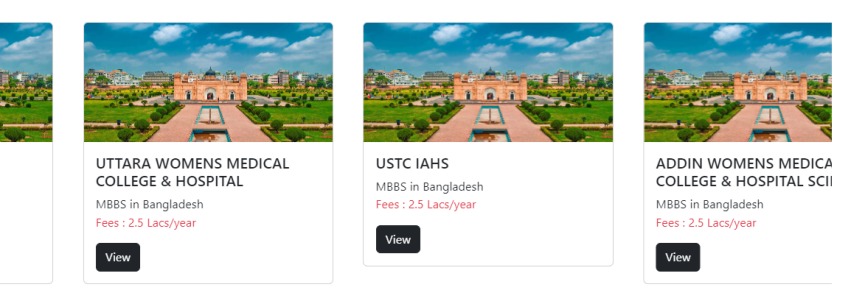 UTTARA WOMENS MEDICAL
COLLEGE & HOSPITAL
MBBS in Bangladesh
Fees : 2.5 Lacs/year
View
USTC IAHS
MBBS in Bangladesh
Fees : 2.5 Lacs/year
View
ADDIN WOMENS MEDICA
COLLEGE & HOSPITAL SCI
MBBS in Bangladesh
Fees : 2.5 Lacs/year
View